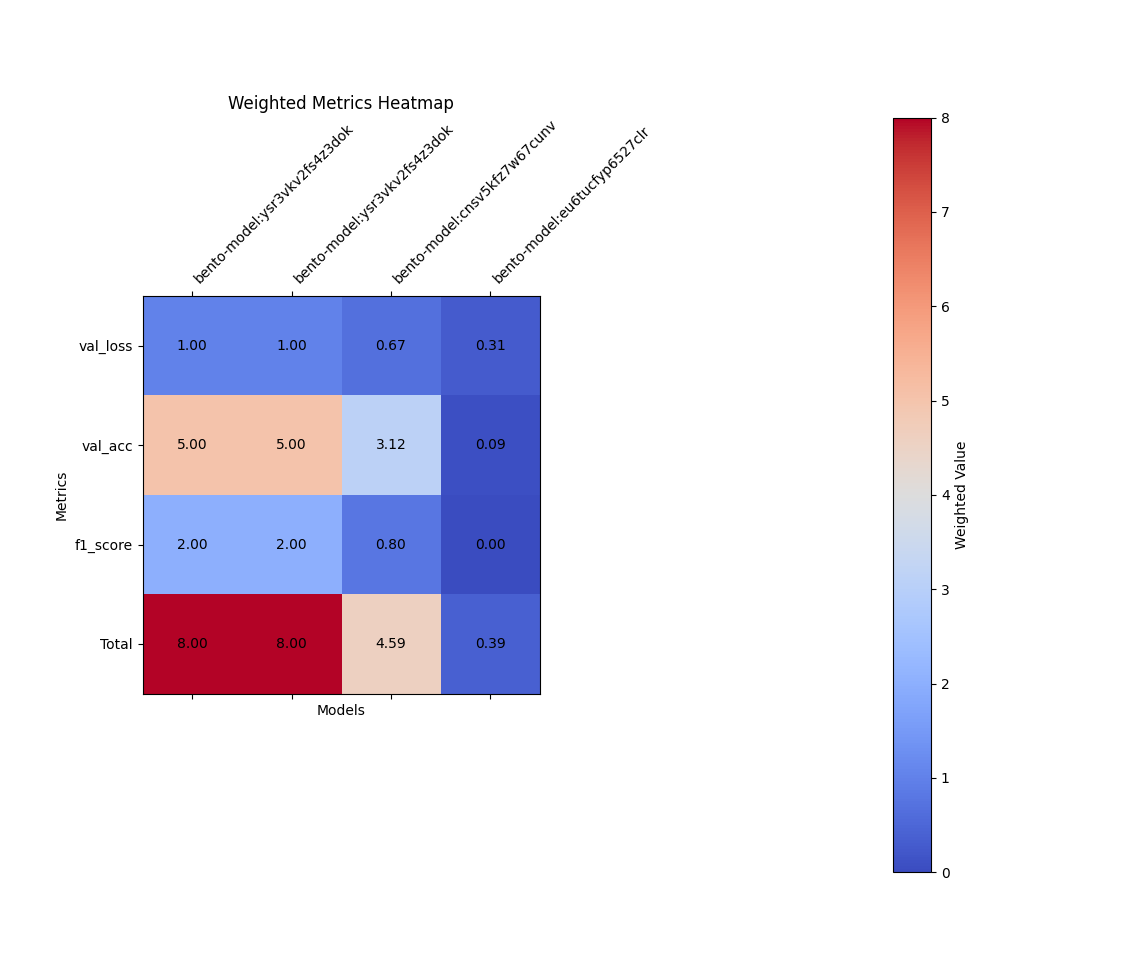 Weighted Metrics Heatmap
bento-model:ysr3vkv2fs4z3dok
bento-model:ysr3vkv2fs4z3dok
bento-model:cnsv5kfz7w67cunv
bento-model:eu6tucfyp6527clr
val_loss 1.00 1.00 0.67 0.31
val_acc 5.00 5.00 3.12 0.09
f1_score 2.00 2.00 0.80 0.00
Total 8.00 8.00 4.59 0.39
Metrics
Models
8
7
6
5
4
3
2
1
0
Weighted Value